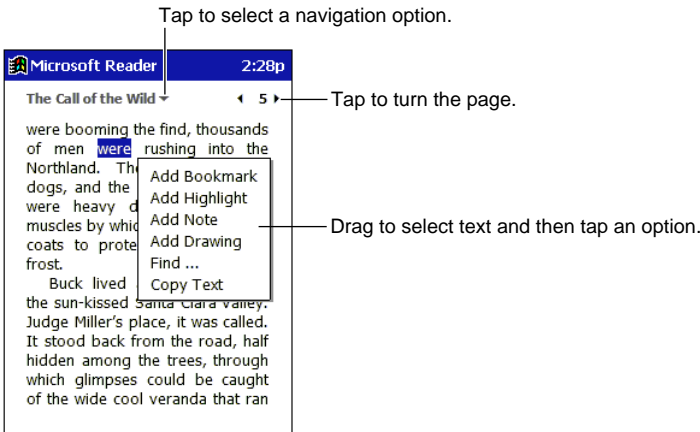 Tap to select a navigation option.
Microsoft Reader 2:28p
The Call of the Wild 5
Tap to turn the page.
were booming the find, thousands
of men were rushing into the
Northland. Th
dogs, and the
were heavy d
muscles by whic
coats to prote
frost.
Add Bookmark
Add Highlight
Add Note
Add Drawing
Find ...
Copy Text
Drag to select text and then tap an option.
Buck lived
the sun-kissed Santa Clara Valley.
Judge Miller's place, it was called.
It stood back from the road, half
hidden among the trees, through
which glimpses could be caught
of the wide cool veranda that ran